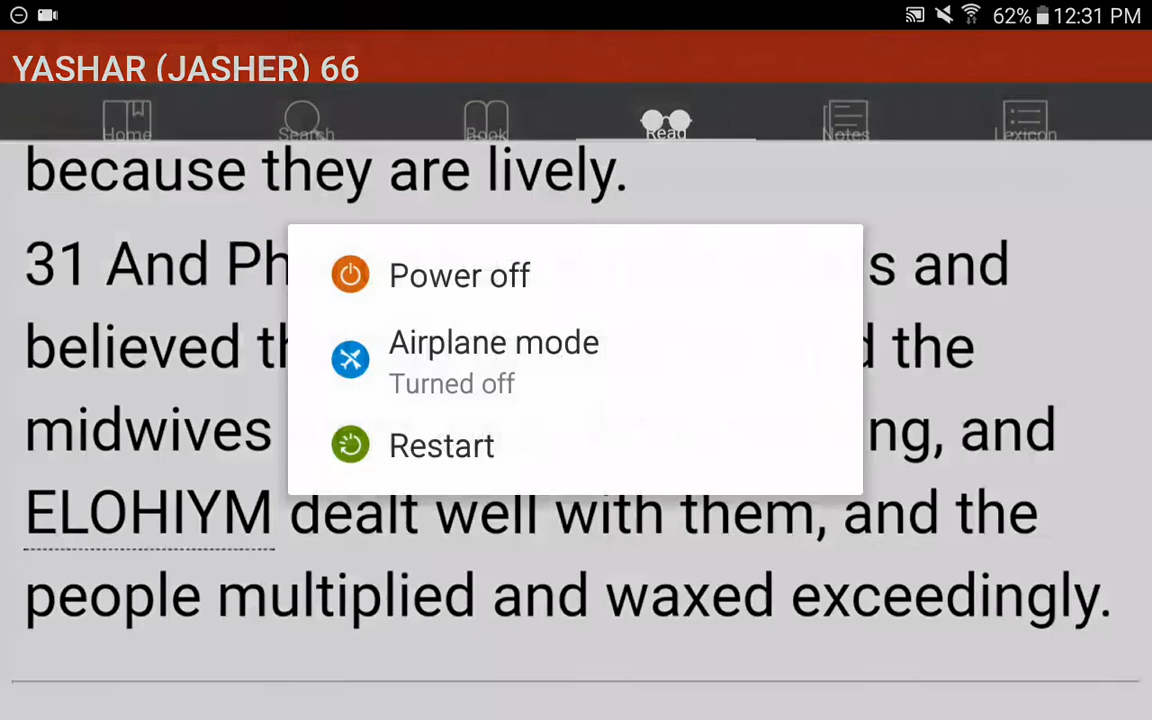 62% 12:31 PM
YASHAR (JASHER) 66
Home Search Book Read Notes Lexicon
because they are lively.
31 And Ph s and
believed th d the
midwives ng, and
ELOHIYM dealt well with them, and the
people multiplied and waxed exceedingly.
Power off
Airplane mode
Turned off
Restart